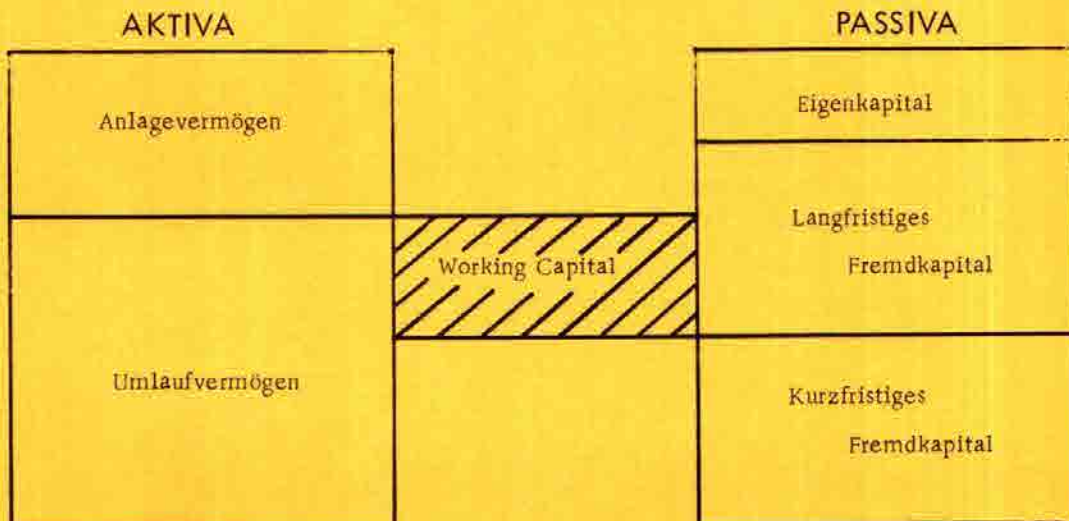 AKTIVA
PASSIVA
Anlagevermögen
Eigenkapital
Langfristiges
Fremdkapital
Working Capital
Umlaufvermögen
Kurzfristiges
Fremdkapital